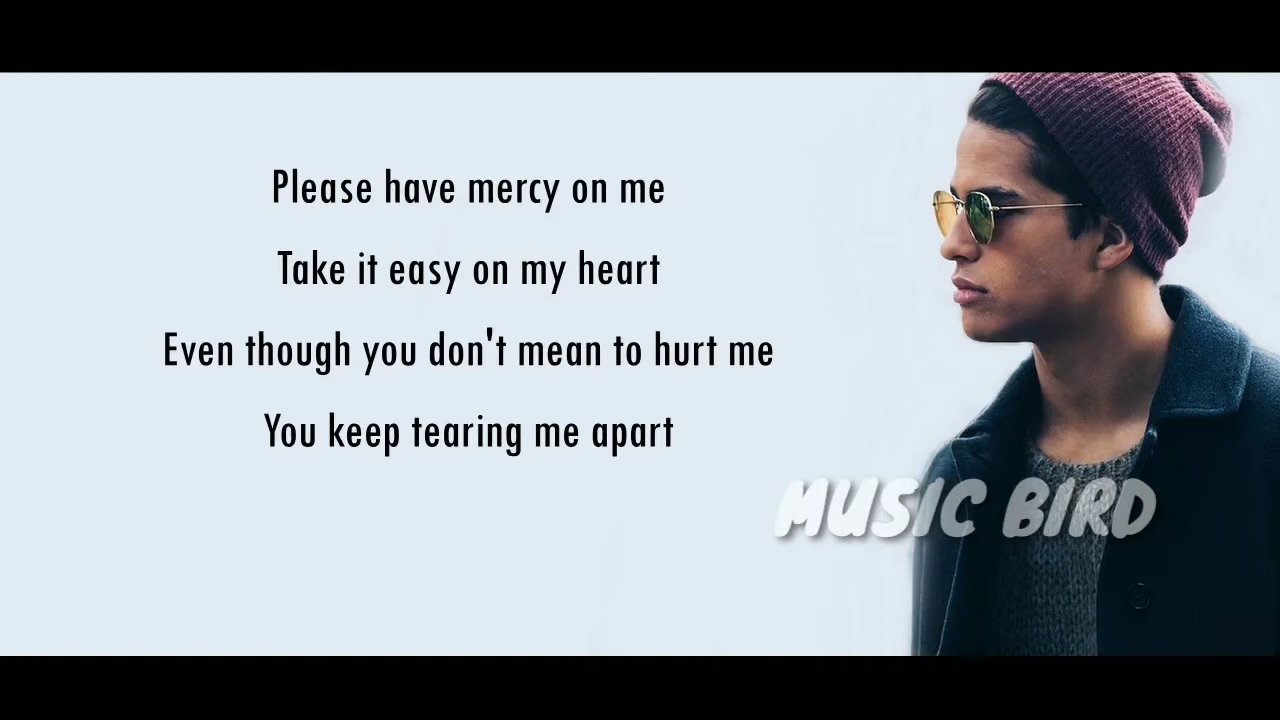 Please have mercy on me
Take it easy on my heart
Even though you don't mean to hurt me
You keep tearing me apart
MUSIC BIRD